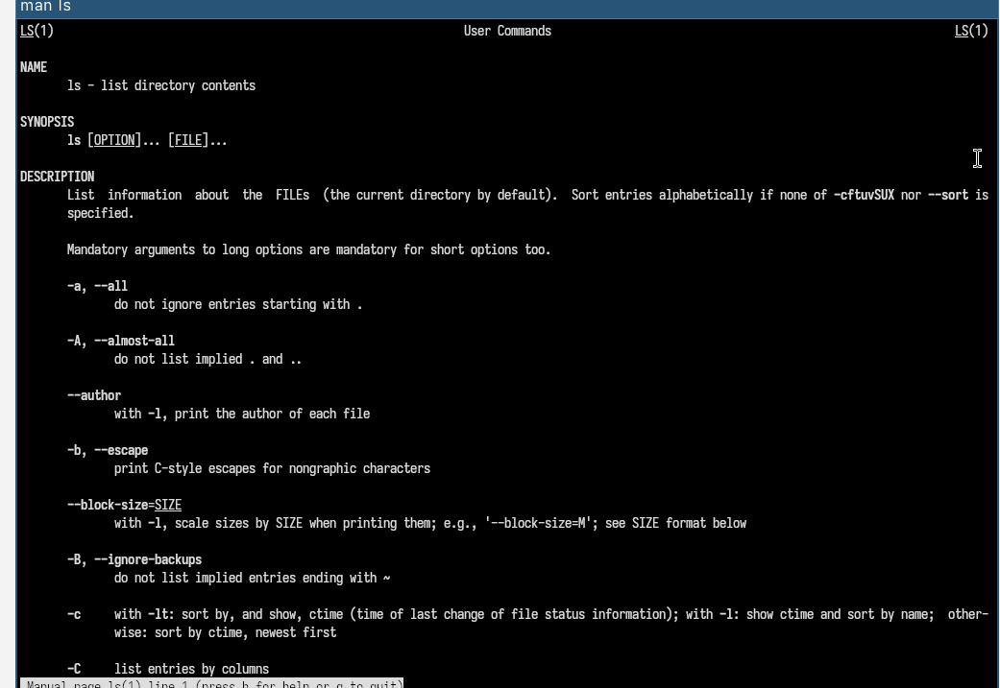 man ls
LS(1) User Commands LS(1)
NAME
ls - list directory contents
SYNOPSIS
ls [OPTION]... [FILE]...
DESCRIPTION
List information about the FILEs (the current directory by default). Sort entries alphabetically if none of -cftuvSUX nor --sort is
specified.
Mandatory arguments to long options are mandatory for short options too.
-a, --all
do not ignore entries starting with .
-A, --almost-all
do not list implied . and ..
--author
with -l, print the author of each file
-b, --escape
print C-style escapes for nongraphic characters
--block-size=SIZE
with -l, scale sizes by SIZE when printing them; e.g., '--block-size=M'; see SIZE format below
-B, --ignore-backups
do not list implied entries ending with ~
-c with -lt: sort by, and show, ctime (time of last change of file status information); with -l: show ctime and sort by name; other-
wise: sort by ctime, newest first
-C list entries by columns
Manual page ls(1) line 1 (press h for help or q to quit)